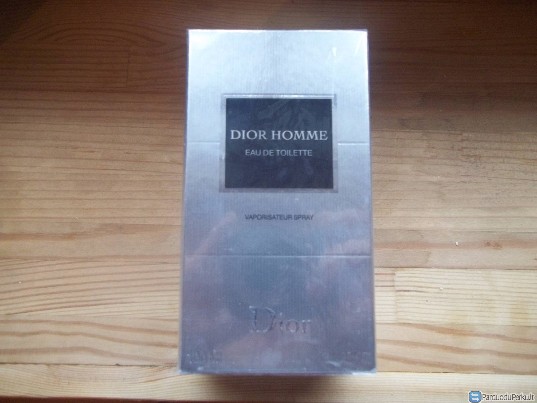 DIOR HOMME
EAU DE TOILETTE
VAPORISATEUR SPRAY
Dior